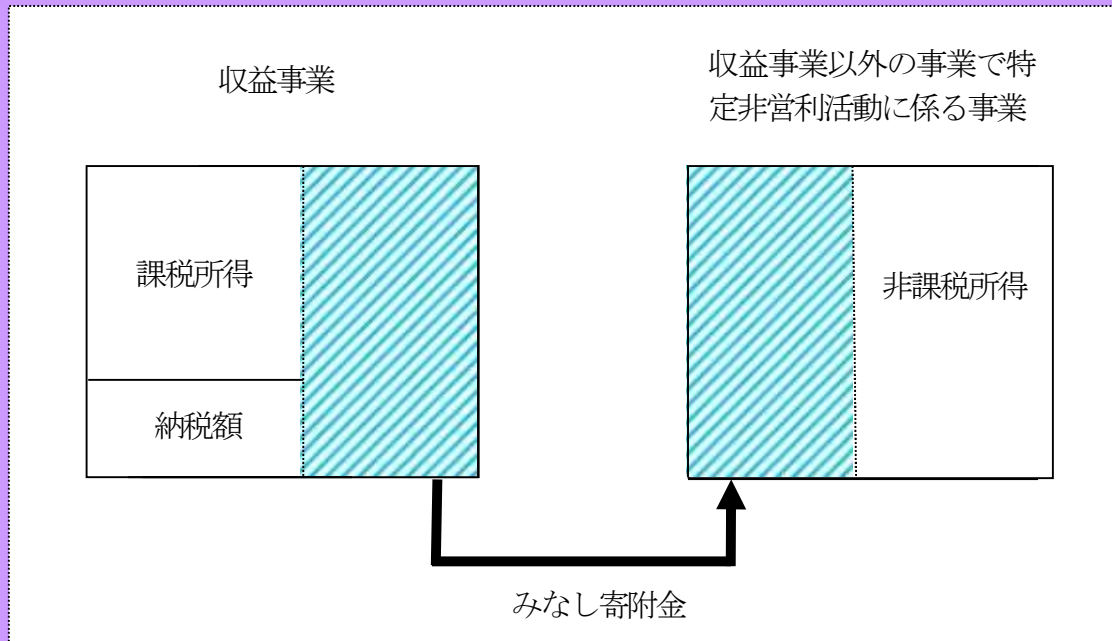 収益事業
収益事業以外の事業で特
定非営利活動に係る事業
課税所得
非課税所得
納税額
みなし寄附金